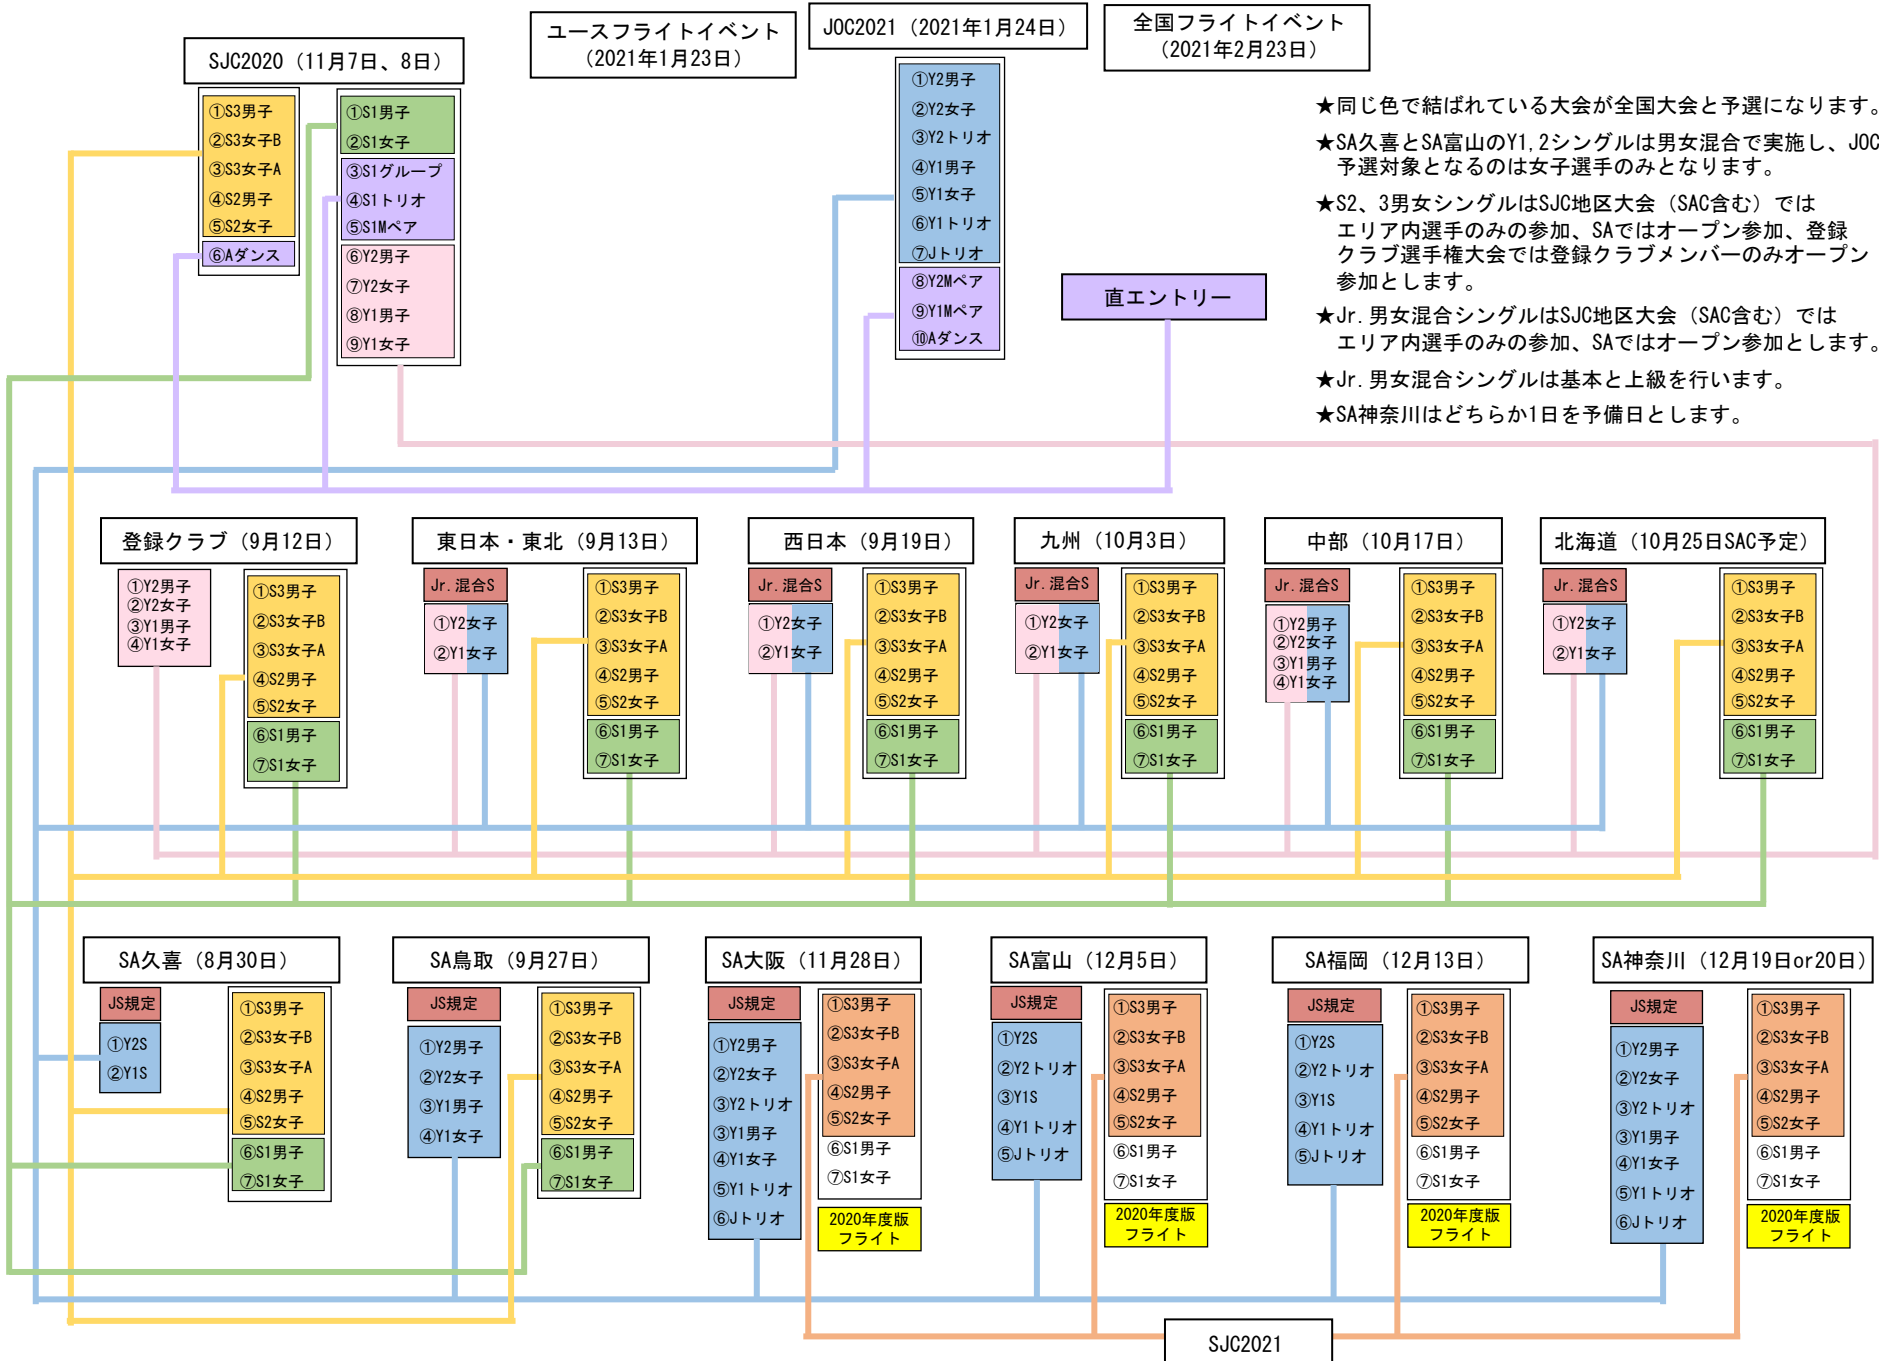 ユースフライトイベント
(2021年1月23日)
JOC2021(2021年1月24日)
全国フライトイベント
(2021年2月23日)
SJC2020(11月7日、8日)
①S3男子
②S3女子B
③S3女子A
④S2男子
⑤S2女子
⑥Aダンス
①S1男子
②S1女子
③S1グループ
④S1トリオ
⑤S1Mペア
⑥Y2男子
⑦Y2女子
⑧Y1男子
⑨Y1女子
①Y2男子
②Y2女子
③Y2トリオ
④Y1男子
⑤Y1女子
⑥Y1トリオ
⑦Jトリオ
⑧Y2Mペア
⑨Y1Mペア
⑩Aダンス
直エントリー
★同じ色で結ばれている大会が全国大会と予選になります。
★SA久喜とSA富山のY1,2シングルは男女混合で実施し、JOC
予選対象となるのは女子選手のみとなります。
★S2、3男女シングルはSJC地区大会(SAC含む)では
エリア内選手のみの参加、SAではオープン参加、登録
クラブ選手権大会では登録クラブメンバーのみオープン
参加とします。
★Jr.男女混合シングルはSJC地区大会(SAC含む)では
エリア内選手のみの参加、SAではオープン参加とします。
★Jr.男女混合シングルは基本と上級を行います。
★SA神奈川はどちらか1日を予備日とします。
登録クラブ(9月12日)
①Y2男子
②Y2女子
③Y1男子
④Y1女子
①S3男子
②S3女子B
③S3女子A
④S2男子
⑤S2女子
⑥S1男子
⑦S1女子
東日本・東北(9月13日)
Jr.混合S
①Y2女子
②Y1女子
①S3男子
②S3女子B
③S3女子A
④S2男子
⑤S2女子
⑥S1男子
⑦S1女子
西日本(9月19日)
Jr.混合S
①Y2女子
②Y1女子
①S3男子
②S3女子B
③S3女子A
④S2男子
⑤S2女子
⑥S1男子
⑦S1女子
九州(10月3日)
Jr.混合S
①Y2女子
②Y1女子
①S3男子
②S3女子B
③S3女子A
④S2男子
⑤S2女子
⑥S1男子
⑦S1女子
中部(10月17日)
Jr.混合S
①Y2男子
②Y2女子
③Y1男子
④Y1女子
①S3男子
②S3女子B
③S3女子A
④S2男子
⑤S2女子
⑥S1男子
⑦S1女子
北海道(10月25日SAC予定)
Jr.混合S
①Y2女子
②Y1女子
①S3男子
②S3女子B
③S3女子A
④S2男子
⑤S2女子
⑥S1男子
⑦S1女子
SA久喜(8月30日)
JS規定
①Y2S
②Y1S
①S3男子
②S3女子B
③S3女子A
④S2男子
⑤S2女子
⑥S1男子
⑦S1女子
SA鳥取(9月27日)
JS規定
①Y2男子
②Y2女子
③Y1男子
④Y1女子
①S3男子
②S3女子B
③S3女子A
④S2男子
⑤S2女子
⑥S1男子
⑦S1女子
SA大阪(11月28日)
JS規定
①Y2男子
②Y2女子
③Y2トリオ
③Y1男子
④Y1女子
⑤Y1トリオ
⑥Jトリオ
①S3男子
②S3女子B
③S3女子A
④S2男子
⑤S2女子
⑥S1男子
⑦S1女子
2020年度版
フライト
SA富山(12月5日)
JS規定
①Y2S
②Y2トリオ
③Y1S
④Y1トリオ
⑤Jトリオ
①S3男子
②S3女子B
③S3女子A
④S2男子
⑤S2女子
⑥S1男子
⑦S1女子
2020年度版
フライト
SA福岡(12月13日)
JS規定
①Y2S
②Y2トリオ
③Y1S
④Y1トリオ
⑤Jトリオ
①S3男子
②S3女子B
③S3女子A
④S2男子
⑤S2女子
⑥S1男子
⑦S1女子
2020年度版
フライト
SA神奈川(12月19日or20日)
JS規定
①Y2男子
②Y2女子
③Y2トリオ
③Y1男子
④Y1女子
⑤Y1トリオ
⑥Jトリオ
①S3男子
②S3女子B
③S3女子A
④S2男子
⑤S2女子
⑥S1男子
⑦S1女子
2020年度版
フライト
SJC2021